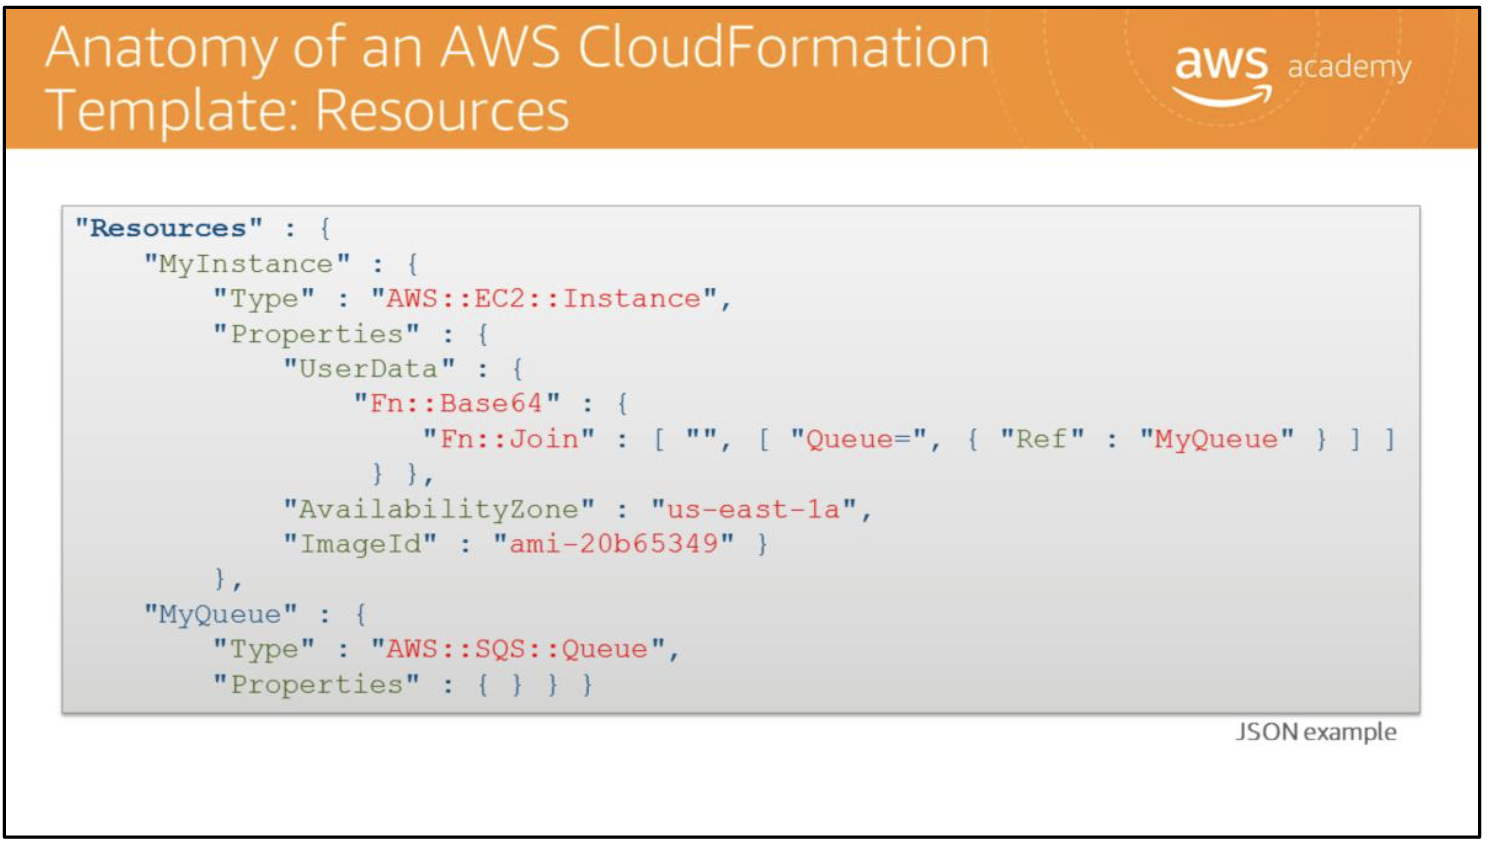 Anatomy of an AWS CloudFormation
Template: Resources
aws academy
"Resources" : {
"MyInstance" : {
"Type" : "AWS::EC2::Instance",
"Properties" : {
"UserData" : {
"Fn::Base64" : {
"Fn::Join" : [ "", [ "Queue=", { "Ref" : "MyQueue" } ] ]
} },
"AvailabilityZone" : "us-east-1a",
"ImageId" : "ami-20b65349" }
},
"MyQueue" : {
"Type" : "AWS::SQS::Queue",
"Properties" : { } } }
JSON example